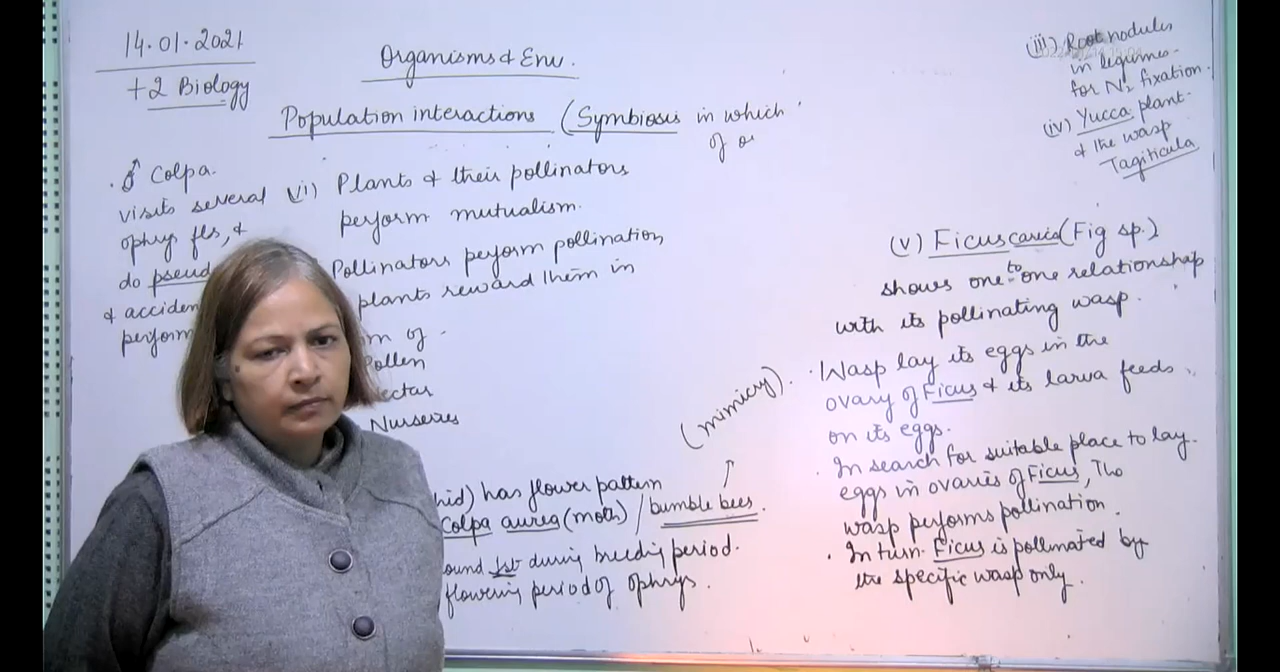 14.01.2021
+2 Biology
Organisms & Env.
Population interactions (Symbiosis in which
of
♂ Colpa.
visits several
ophrys fls, &
do pseud
& acciden
perform
(vi) Plants & their pollinators
perform mutualism.
Pollinators perform pollination
plants reward them in
m of -
Pollen
Nectar
Nurseries
hid) has flower pattern
Colpa aurea (moth) / bumble bees.
(mimicy).
ound 1st during breeding period.
flowering period of ophrys.
(iii) Root nodules
in legumes-
for N2 fixation.
(iv) Yucca plant-
& the wasp
Tagiticula
(v) Ficus caria (Fig sp.)
shows one to one relationship
with its pollinating wasp.
· Wasp lay its eggs in the
ovary of Ficus & its larva feeds
on its eggs.
· In search for suitable place to lay
eggs in ovaries of Ficus, The
wasp performs pollination.
· In turn Ficus is pollinated by
the specific wasp only.